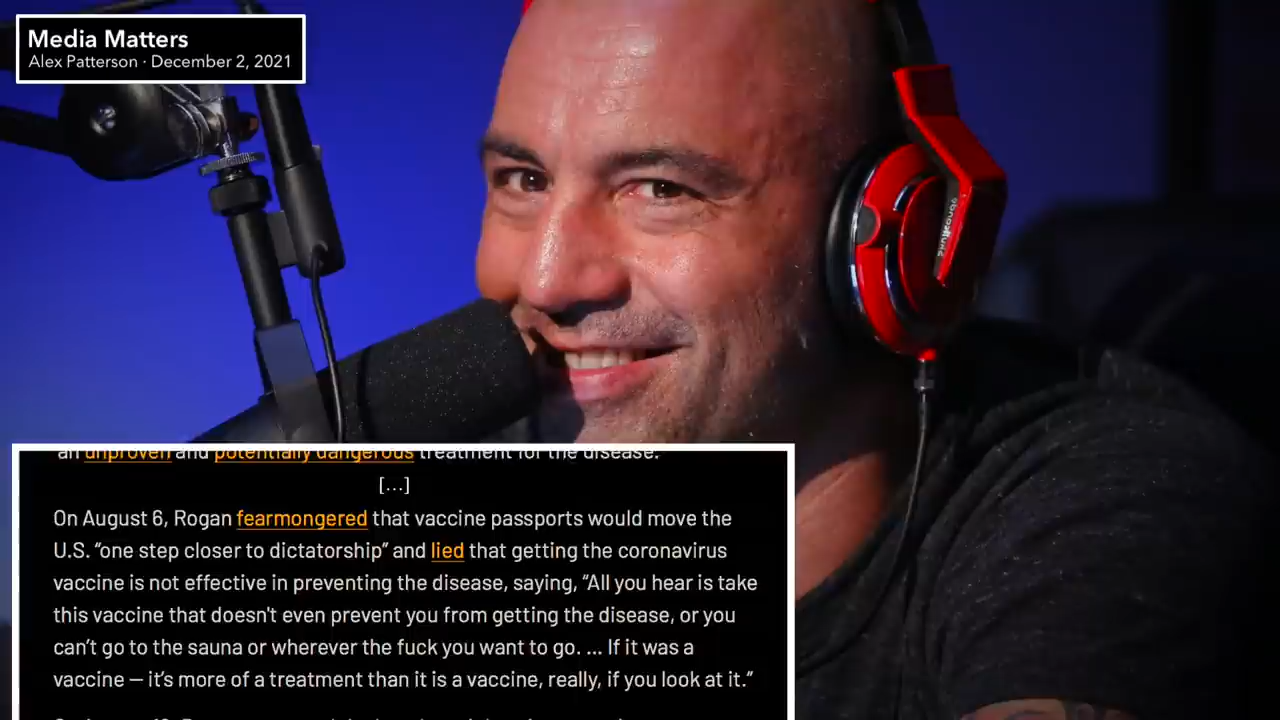 Media Matters
Alex Patterson · December 2, 2021
an unproven and potentially dangerous treatment for the disease.
[...]
On August 6, Rogan fearmongered that vaccine passports would move the
U.S. “one step closer to dictatorship” and lied that getting the coronavirus
vaccine is not effective in preventing the disease, saying, “All you hear is take
this vaccine that doesn't even prevent you from getting the disease, or you
can’t go to the sauna or wherever the fuck you want to go. ... If it was a
vaccine — it’s more of a treatment than it is a vaccine, really, if you look at it.”